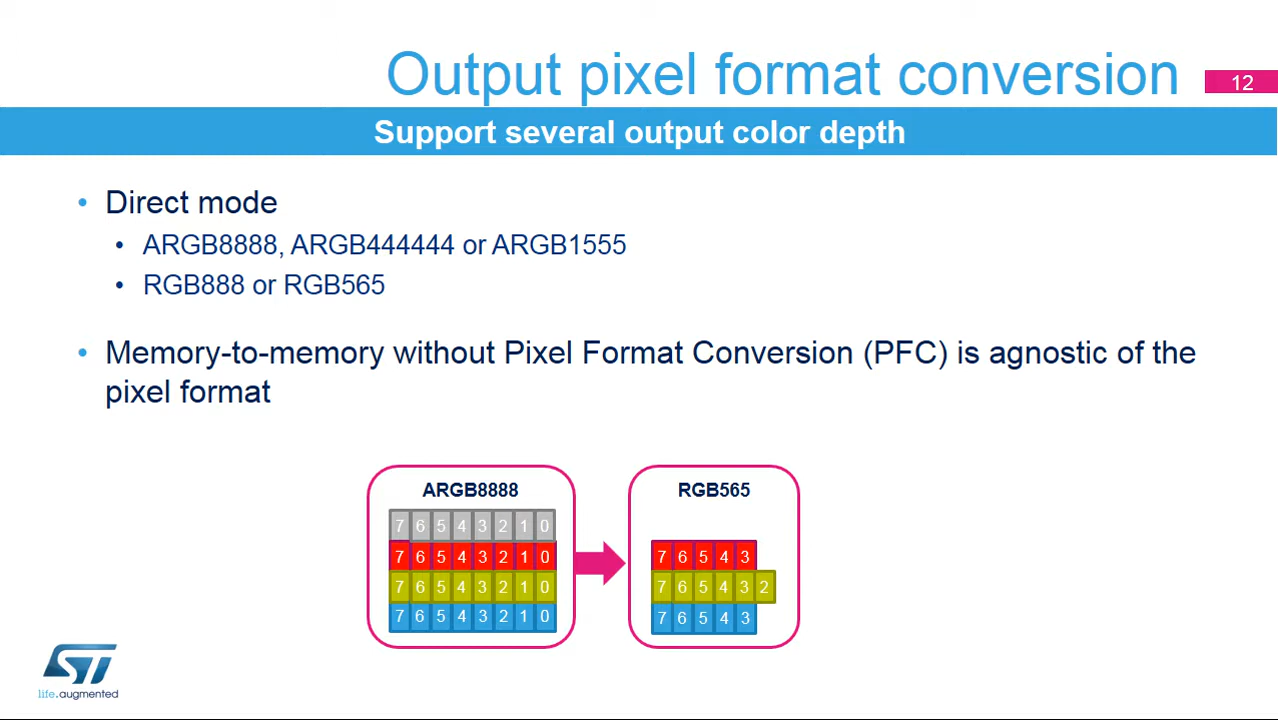 Output pixel format conversion
12
Support several output color depth
• Direct mode
• ARGB8888, ARGB444444 or ARGB1555
• RGB888 or RGB565
• Memory-to-memory without Pixel Format Conversion (PFC) is agnostic of the
pixel format
ARGB8888
7 6 5 4 3 2 1 0
7 6 5 4 3 2 1 0
7 6 5 4 3 2 1 0
7 6 5 4 3 2 1 0
RGB565
7 6 5 4 3
7 6 5 4 3 2
7 6 5 4 3
ST
life.augmented